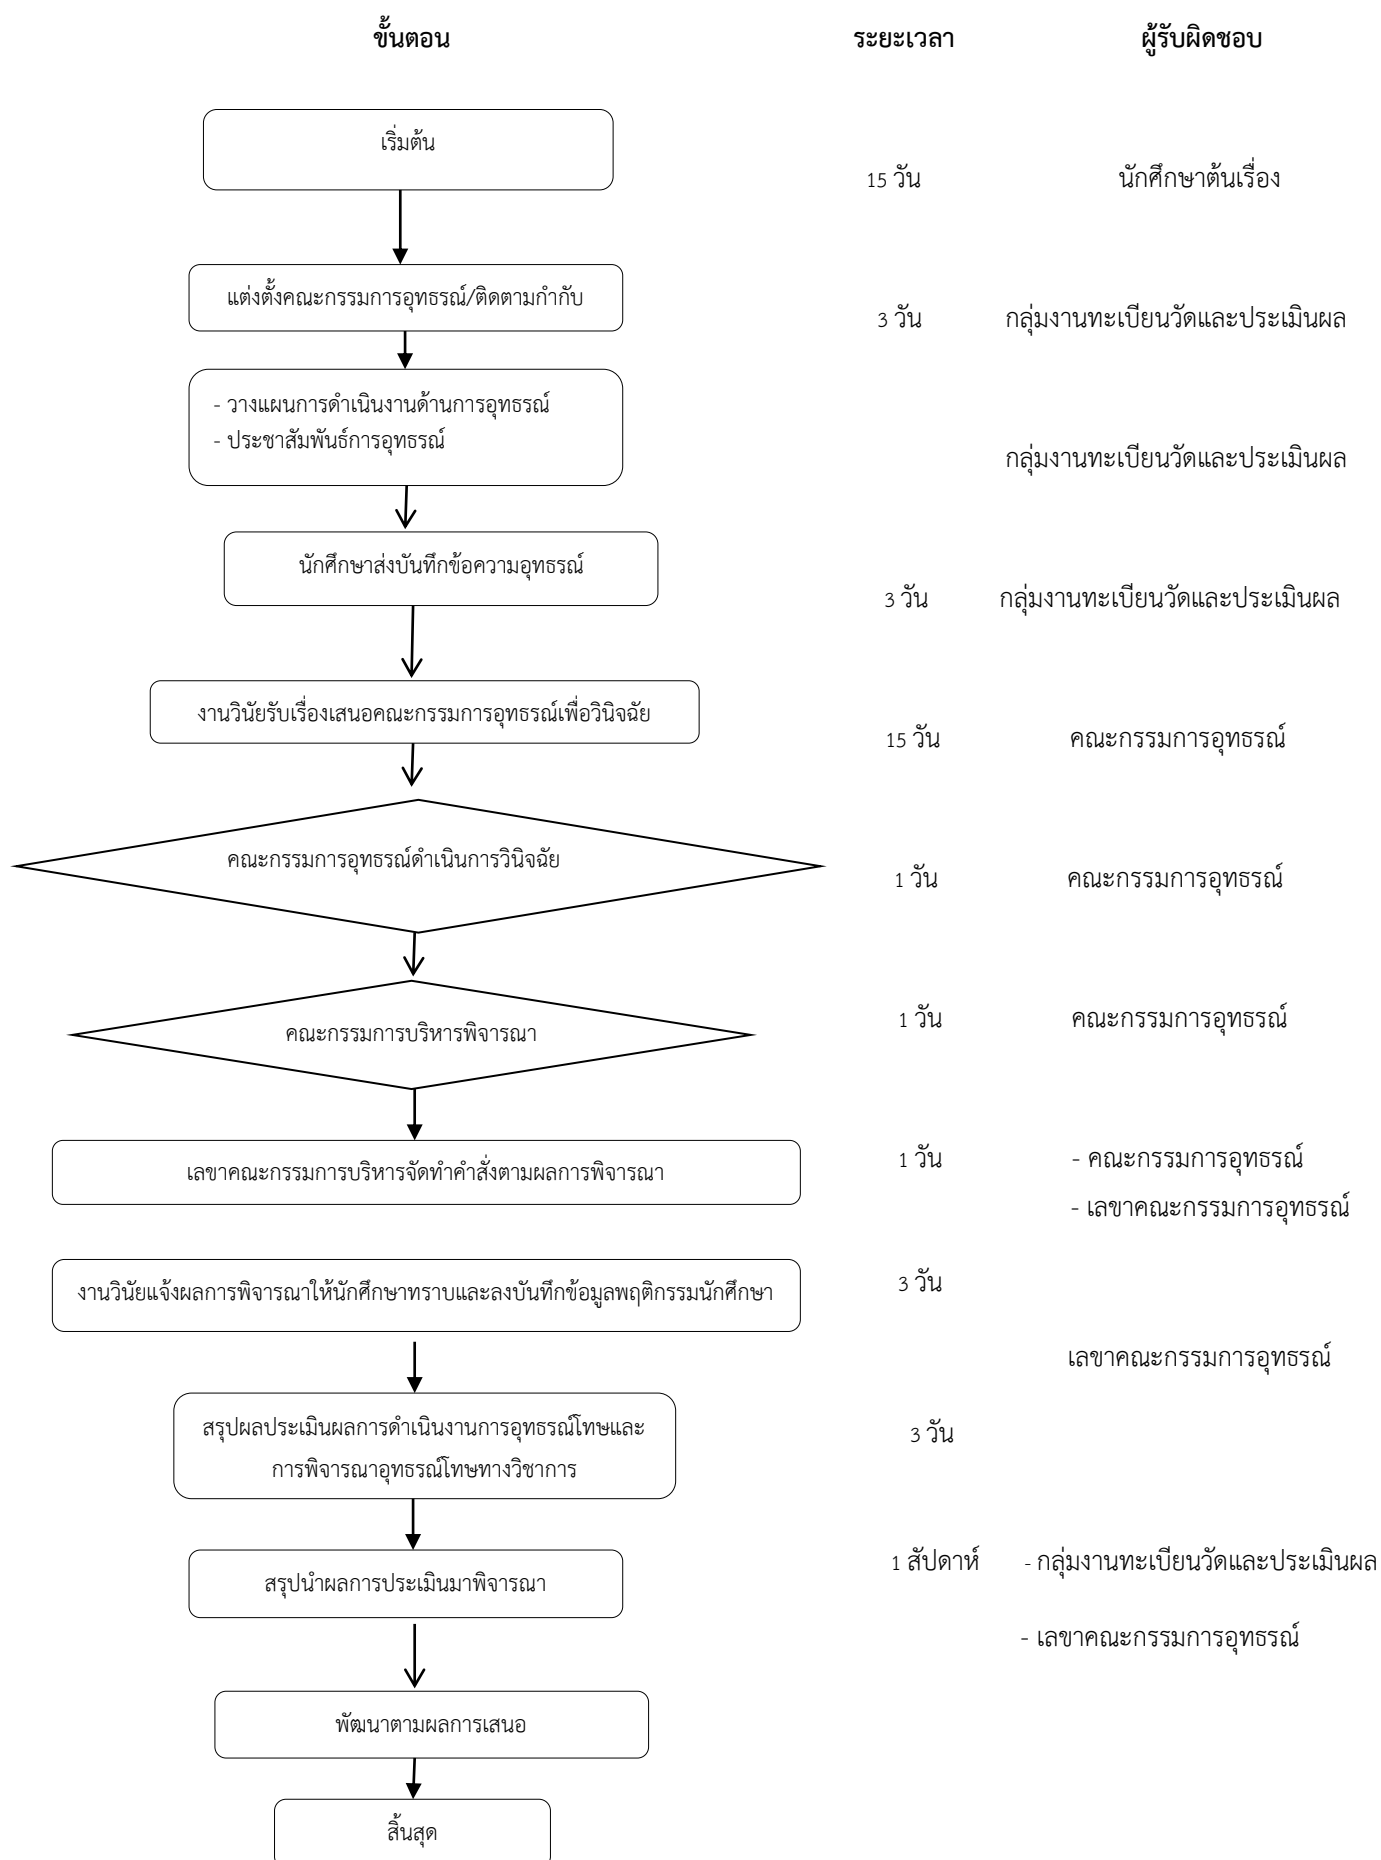 ขั้นตอน ระยะเวลา ผู้รับผิดชอบ
เริ่มต้น
15 วัน นักศึกษาต้นเรื่อง
แต่งตั้งคณะกรรมการอุทธรณ์/ติดตามกำกับ
3 วัน กลุ่มงานทะเบียนวัดและประเมินผล
- วางแผนการดำเนินงานด้านการอุทธรณ์
- ประชาสัมพันธ์การอุทธรณ์
กลุ่มงานทะเบียนวัดและประเมินผล
นักศึกษาส่งบันทึกข้อความอุทธรณ์
3 วัน กลุ่มงานทะเบียนวัดและประเมินผล
งานวินัยรับเรื่องเสนอคณะกรรมการอุทธรณ์เพื่อวินิจฉัย
15 วัน คณะกรรมการอุทธรณ์
คณะกรรมการอุทธรณ์ดำเนินการวินิจฉัย
1 วัน คณะกรรมการอุทธรณ์
คณะกรรมการบริหารพิจารณา
1 วัน คณะกรรมการอุทธรณ์
เลขาคณะกรรมการบริหารจัดทำคำสั่งตามผลการพิจารณา
1 วัน - คณะกรรมการอุทธรณ์
- เลขาคณะกรรมการอุทธรณ์
งานวินัยแจ้งผลการพิจารณาให้นักศึกษาทราบและลงบันทึกข้อมูลพฤติกรรมนักศึกษา
3 วัน
เลขาคณะกรรมการอุทธรณ์
สรุปผลประเมินผลการดำเนินงานการอุทธรณ์โทษและ
การพิจารณาอุทธรณ์โทษทางวิชาการ
3 วัน
สรุปนำผลการประเมินมาพิจารณา
1 สัปดาห์ - กลุ่มงานทะเบียนวัดและประเมินผล
- เลขาคณะกรรมการอุทธรณ์
พัฒนาตามผลการเสนอ
สิ้นสุด